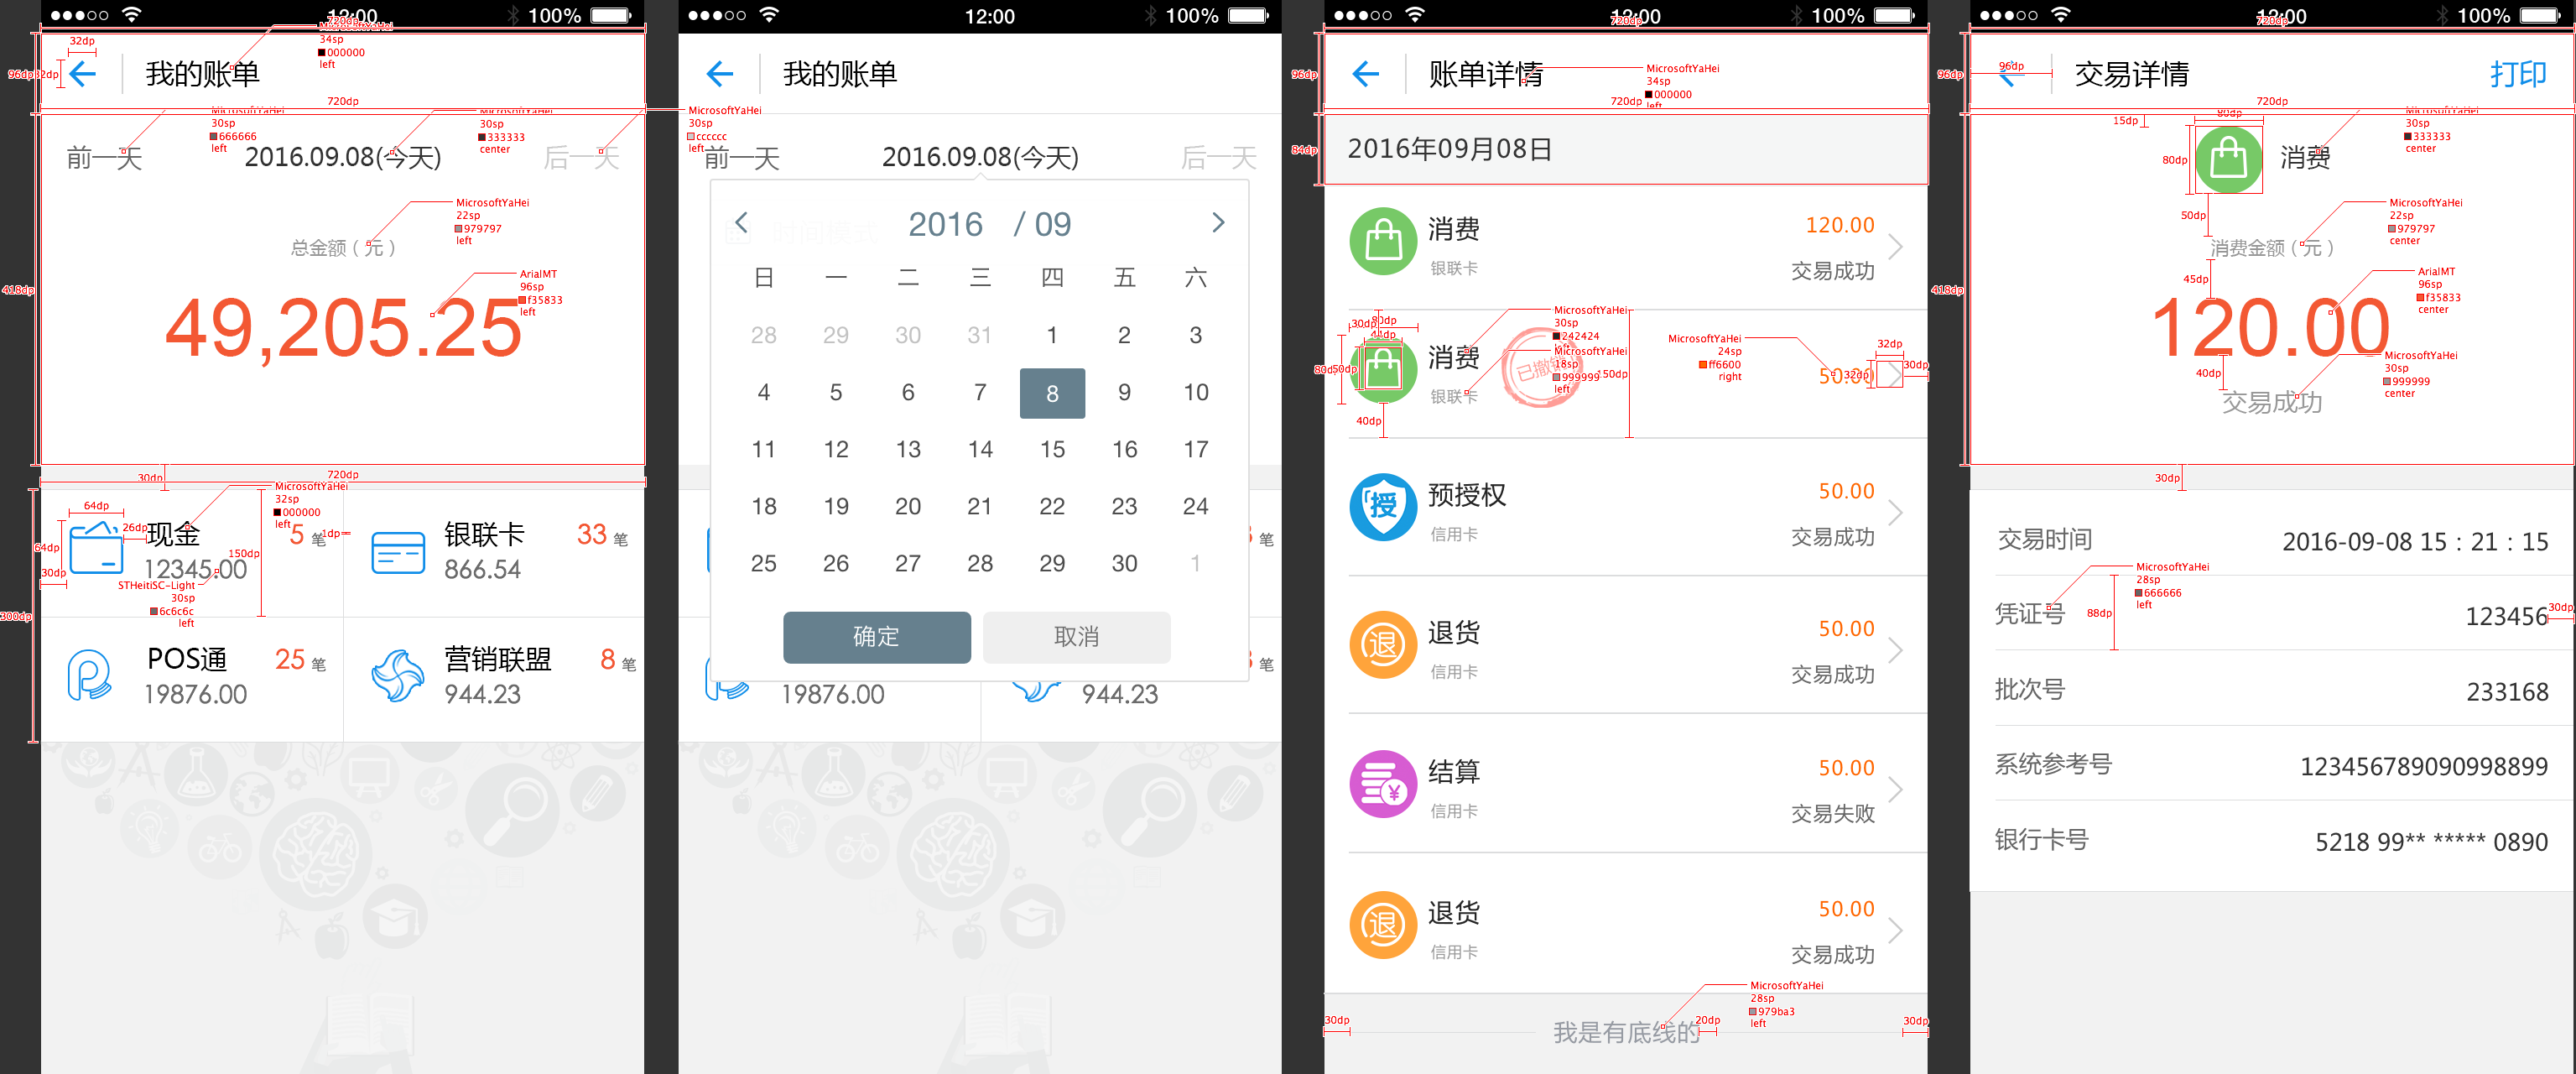 12:00
100%
720dp
34sp
000000
left
32dp
96dp
32dp
我的账单
720dp
MicrosoftYaHei
30sp
666666
left
MicrosoftYaHei
30sp
333333
center
前一天
2016.09.08(今天)
后一天
MicrosoftYaHei
22sp
979797
left
总金额（元）
ArialMT
96sp
f35833
left
418dp
49,205.25
30dp
720dp
MicrosoftYaHei
32sp
000000
left
64dp
26dp
64dp
30dp
150dp
1dp
现金
5 笔
12345.00
STHeitiSC-Light
30sp
6c6c6c
left
银联卡
33 笔
866.54
300dp
POS通
25 笔
19876.00
营销联盟
8 笔
944.23
12:00
100%
我的账单
MicrosoftYaHei
30sp
cccccc
left
前一天
2016.09.08(今天)
后一天
2016 / 09
日 一 二 三 四 五 六
28 29 30 31 1 2 3
4 5 6 7 8 9 10
11 12 13 14 15 16 17
18 19 20 21 22 23 24
25 26 27 28 29 30 1
笔
确定
取消
笔
19876.00
944.23
12:00
100%
720dp
96dp
账单详情
MicrosoftYaHei
34sp
000000
left
720dp
84dp
2016年09月08日
消费
银联卡
120.00
交易成功
30dp
80dp
44dp
80dp
50dp
40dp
消费
银联卡
MicrosoftYaHei
30sp
242424
MicrosoftYaHei
18sp
999999
left
150dp
MicrosoftYaHei
24sp
ff6600
right
50.00
32dp
32dp
30dp
预授权
信用卡
50.00
交易成功
退货
信用卡
50.00
交易成功
结算
信用卡
50.00
交易失败
退货
信用卡
50.00
交易成功
MicrosoftYaHei
28sp
979ba3
left
30dp
我是有底线的
20dp
30dp
12:00
100%
720dp
96dp
96dp
交易详情
打印
720dp
15dp
80dp
80dp
消费
MicrosoftYaHei
30sp
333333
center
50dp
MicrosoftYaHei
22sp
979797
center
消费金额（元）
45dp
ArialMT
96sp
f35833
center
418dp
120.00
40dp
MicrosoftYaHei
30sp
999999
center
交易成功
30dp
交易时间
2016-09-08 15：21：15
MicrosoftYaHei
28sp
666666
left
88dp
凭证号
123456
30dp
批次号
233168
系统参考号
123456789090998899
银行卡号
5218 99** ***** 0890